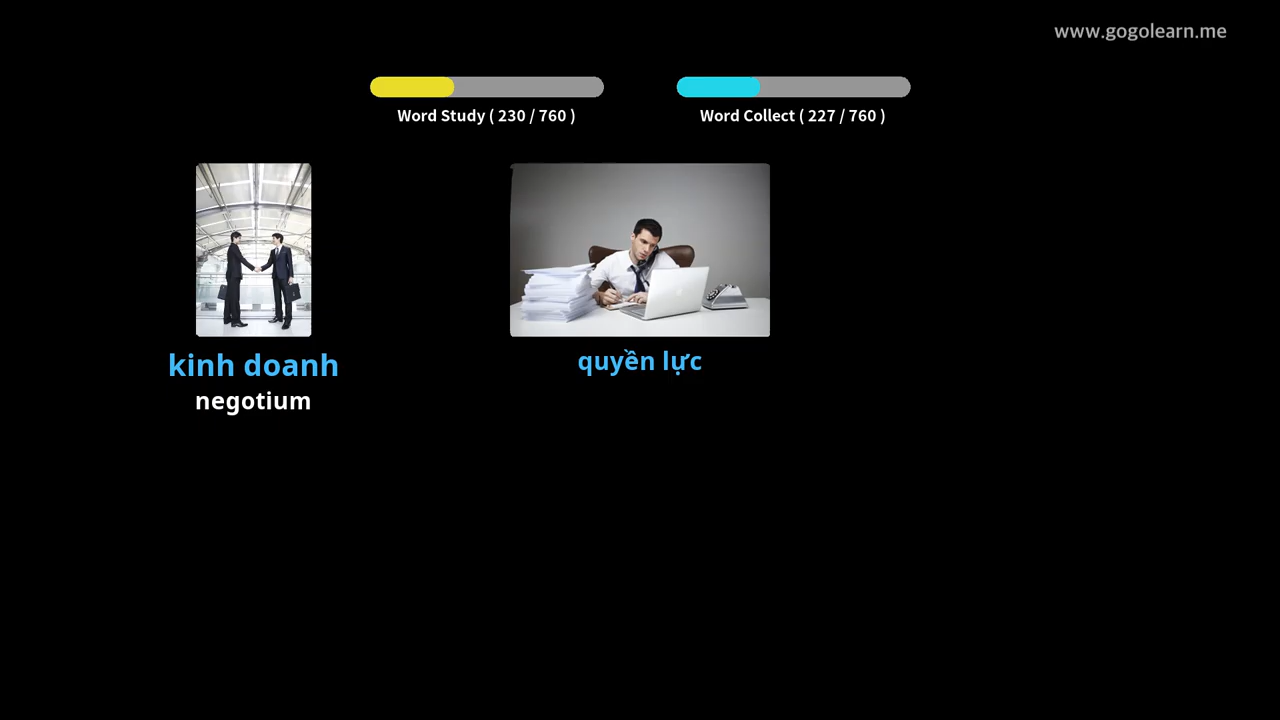 www.gogolearn.me
Word Study ( 230 / 760 )
Word Collect ( 227 / 760 )
kinh doanh
negotium
quyền lực